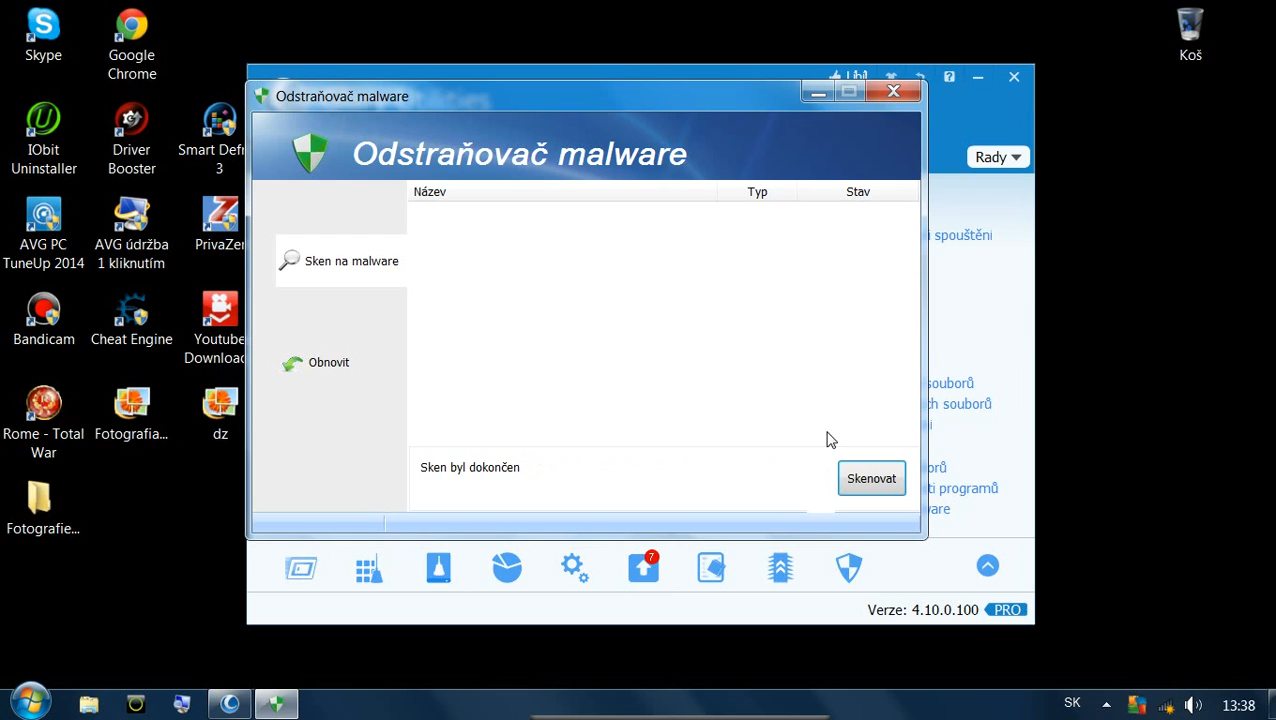 Skype
Google
Chrome
Koš
IObit
Uninstaller
Driver
Booster
Smart Defr
3
AVG PC
TuneUp 2014
AVG údržba
1 kliknutím
PrivaZer
Bandicam
Cheat Engine
Youtube
Download
Rome - Total
War
Fotografia...
dz
Fotografie...
Odstraňovač malware
Rady
Odstraňovač malware
Název
Typ
Stav
i spouštěni
Sken na malware
Obnovit
souborů
ch souborů
Sken byl dokončen
Skenovat
orů
ti programů
ware
7
Verze: 4.10.0.100
PRO
SK
13:38